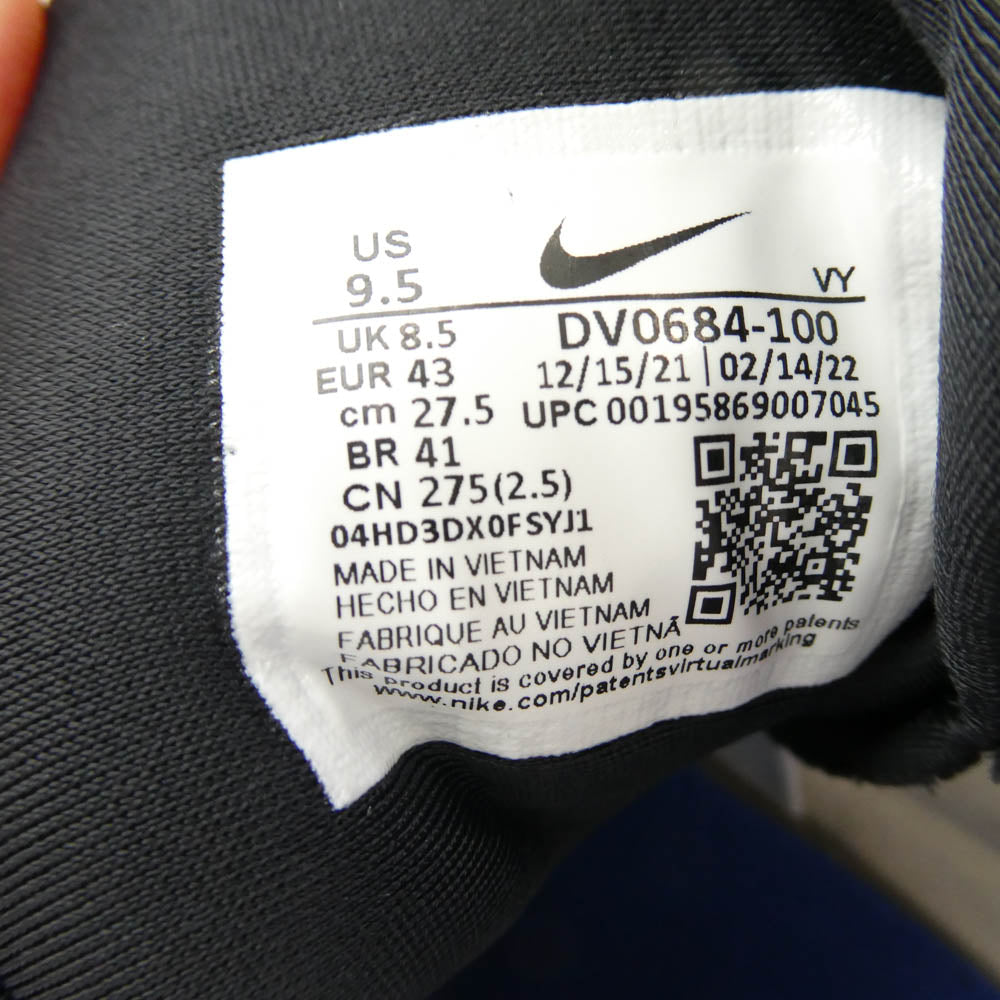 US
9.5
VY
UK 8.5
DV0684-100
EUR 43
12/15/21 | 02/14/22
cm 27.5
UPC 00195869007045
BR 41
CN 275(2.5)
04HD3DX0FSYJ1
MADE IN VIETNAM
HECHO EN VIETNAM
FABRIQUE AU VIETNAM
FABRICADO NO VIETNÃ
This product is covered by one or more patents
www.nike.com/patentsvirtualmarking